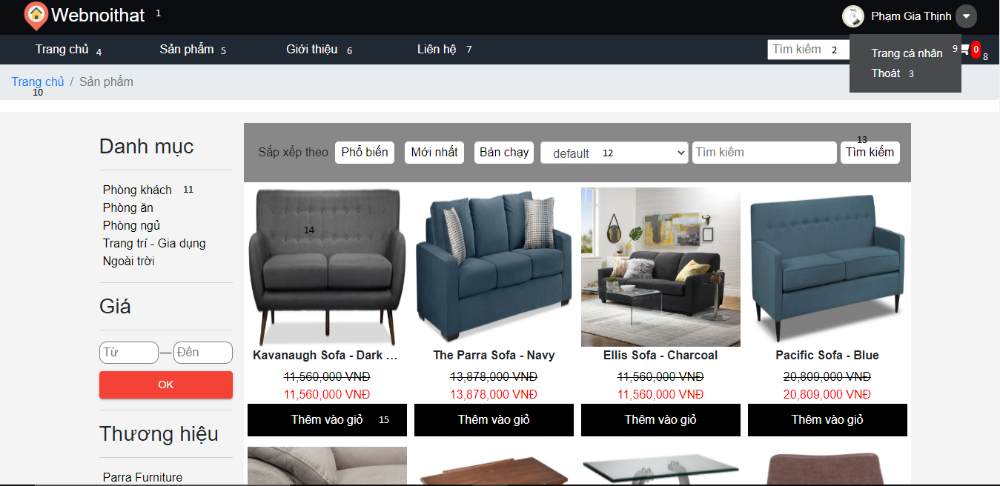 Webnoithat 1
Phạm Gia Thịnh
Trang chủ 4 Sản phẩm 5 Giới thiệu 6 Liên hệ 7 Tìm kiếm 2
Trang cá nhân 9 0 8
Thoát 3
Trang chủ / Sản phẩm
10
Danh mục
Phòng khách 11
Phòng ăn
Phòng ngủ
Trang trí - Gia dụng
Ngoài trời
Giá
Từ — Đến
OK
Thương hiệu
Parra Furniture
13
Sắp xếp theo Phổ biến Mới nhất Bán chạy default 12 Tìm kiếm Tìm kiếm
14
Kavanaugh Sofa - Dark ... The Parra Sofa - Navy Ellis Sofa - Charcoal Pacific Sofa - Blue
11,560,000 VNĐ 13,878,000 VNĐ 11,560,000 VNĐ 20,809,000 VNĐ
11,560,000 VNĐ 13,878,000 VNĐ 11,560,000 VNĐ 20,809,000 VNĐ
Thêm vào giỏ 15 Thêm vào giỏ Thêm vào giỏ Thêm vào giỏ